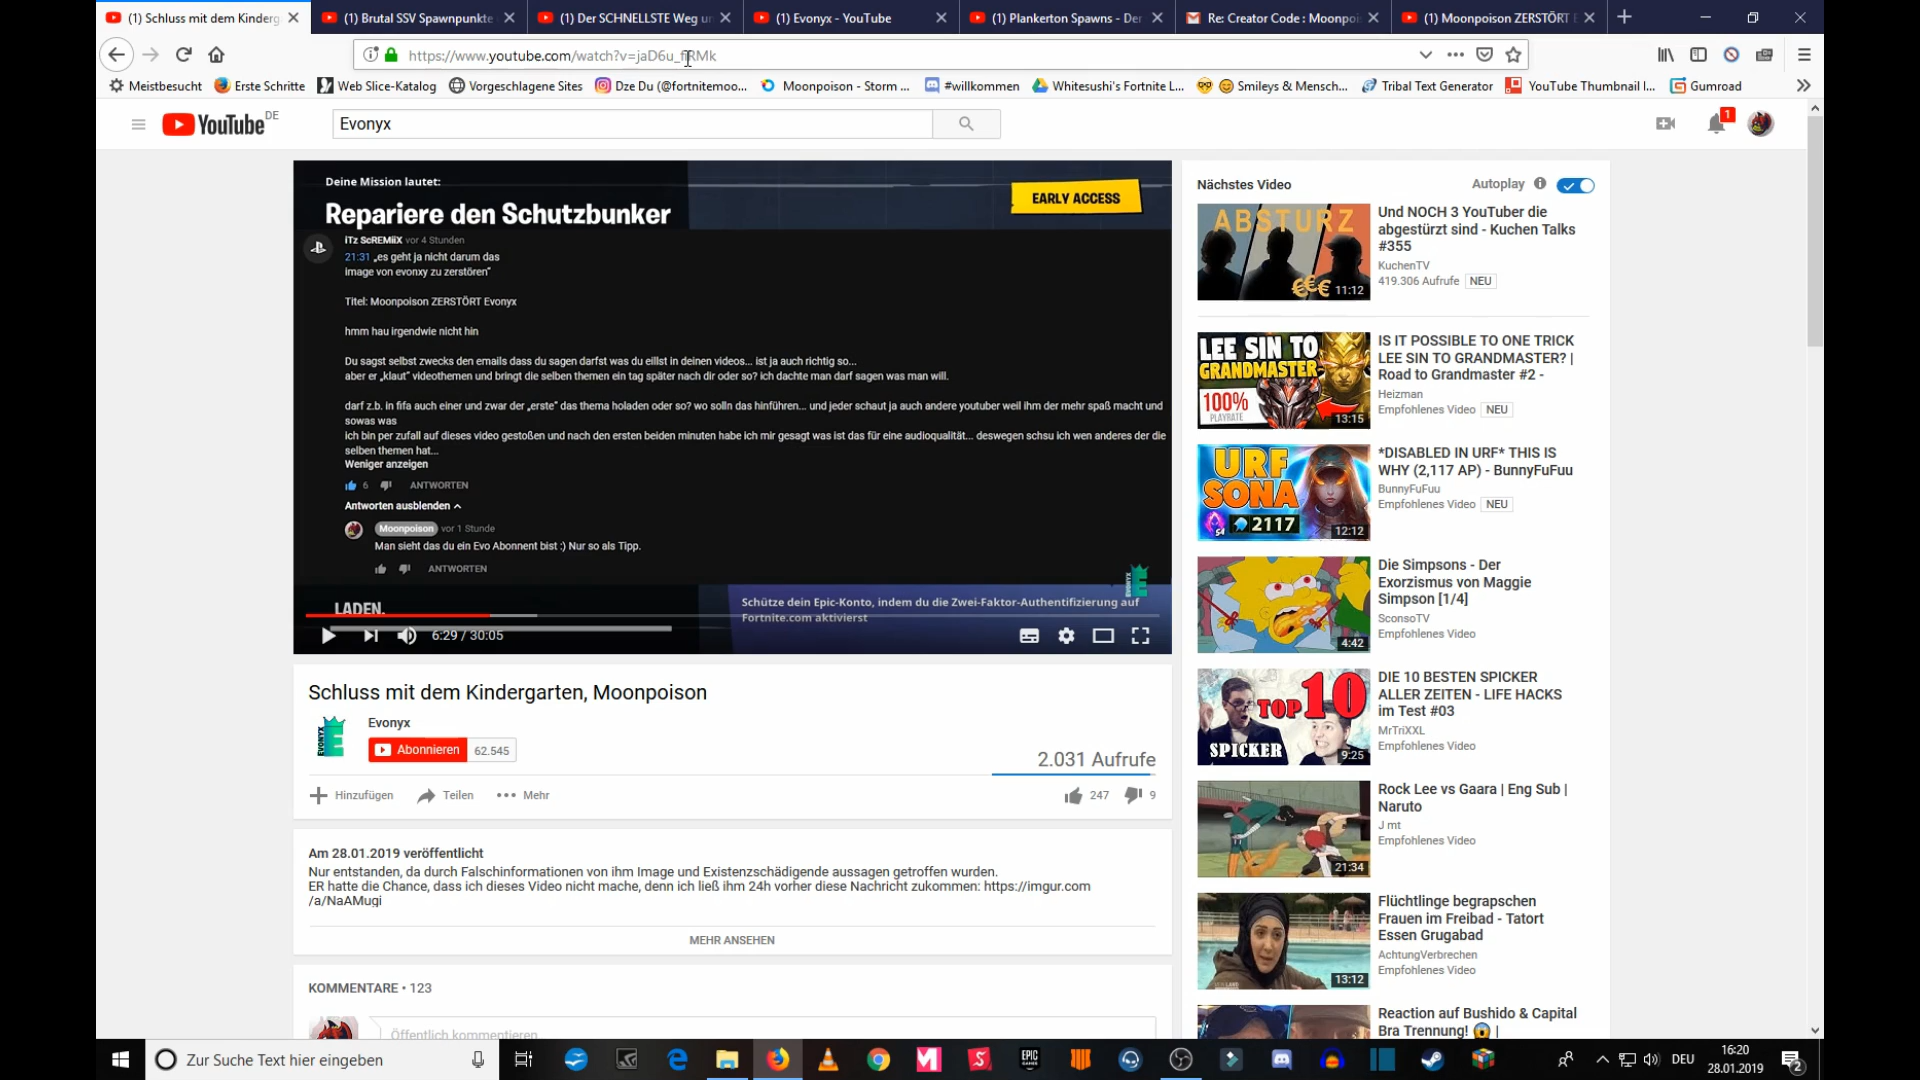 (1) Schluss mit dem Kinderg
(1) Brutal SSV Spawnpunkte
(1) Der SCHNELLSTE Weg u
(1) Evonyx - YouTube
(1) Plankerton Spawns - Der
Re: Creator Code : Moonpoi
(1) Moonpoison ZERSTÖRT E
https://www.youtube.com/watch?v=jaD6u_
Meistbesucht
Erste Schritte
Web Slice-Katalog
Vorgeschlagene Sites
Dze Du (@fortnitemoo...
Moonpoison - Storm ...
#willkommen
Whitesushi's Fortnite L...
Smileys & Mensch...
Tribal Text Generator
YouTube Thumbnail I...
Gumroad
YouTube DE
Evonyx
1
Deine Mission lautet:
Repariere den Schutzbunker
EARLY ACCESS
iTz ScREMiiX vor 4 Stunden
21:31 „es geht ja nicht darum das
image von evonxy zu zerstören"
Titel: Moonpoison ZERSTÖRT Evonyx
hmm hau irgendwie nicht hin
Du sagst selbst zwecks den emails dass du sagen darfst was du eillst in deinen videos... ist ja auch richtig so...
aber er „klaut" videothemen und bringt die selben themen ein tag später nach dir oder so? ich dachte man darf sagen was man will.
darf z.b. in fifa auch einer und zwar der „erste" das thema holaden oder so? wo solln das hinführen... und jeder schaut ja auch andere youtuber weil ihm der mehr spaß macht und
sowas was
ich bin per zufall auf dieses video gestoßen und nach den ersten beiden minuten habe ich mir gesagt was ist das für eine audioqualität... deswegen schsu ich wen anderes der die
selben themen hat...
Weniger anzeigen
6 ANTWORTEN
Antworten ausblenden
Moonpoison vor 1 Stunde
Man sieht das du ein Evo Abonnent bist :) Nur so als Tipp.
ANTWORTEN
EVONYX
LADEN.
Schütze dein Epic-Konto, indem du die Zwei-Faktor-Authentifizierung auf
Fortnite.com aktivierst
6:29 / 30:05
Schluss mit dem Kindergarten, Moonpoison
EVONYX
Evonyx
Abonnieren 62.545
2.031 Aufrufe
Hinzufügen
Teilen
Mehr
247
9
Am 28.01.2019 veröffentlicht
Nur entstanden, da durch Falschinformationen von ihm Image und Existenzschädigende aussagen getroffen wurden.
ER hatte die Chance, dass ich dieses Video nicht mache, denn ich ließ ihm 24h vorher diese Nachricht zukommen: https://imgur.com
/a/NaAMugi
MEHR ANSEHEN
KOMMENTARE • 123
Öffentlich kommentieren
Nächstes Video
Autoplay
ABSTURZ
€€€
11:12
Und NOCH 3 YouTuber die
abgestürzt sind - Kuchen Talks
#355
KuchenTV
419.306 Aufrufe NEU
LEE SIN TO
GRANDMASTER
100%
PLAYRATE
13:15
IS IT POSSIBLE TO ONE TRICK
LEE SIN TO GRANDMASTER? |
Road to Grandmaster #2 -
Heizman
Empfohlenes Video NEU
URF
SONA
2117
12:12
*DISABLED IN URF* THIS IS
WHY (2,117 AP) - BunnyFuFuu
BunnyFuFuu
Empfohlenes Video NEU
4:42
Die Simpsons - Der
Exorzismus von Maggie
Simpson [1/4]
SconsoTV
Empfohlenes Video
TOP 10
SPICKER
9:25
DIE 10 BESTEN SPICKER
ALLER ZEITEN - LIFE HACKS
im Test #03
MrTriXXL
Empfohlenes Video
21:34
Rock Lee vs Gaara | Eng Sub |
Naruto
J mt
Empfohlenes Video
13:12
Flüchtlinge begrapschen
Frauen im Freibad - Tatort
Essen Grugabad
AchtungVerbrechen
Empfohlenes Video
Reaction auf Bushido & Capital
Bra Trennung! |
Zur Suche Text hier eingeben
EPIC
GAMES
DEU
16:20
28.01.2019
2